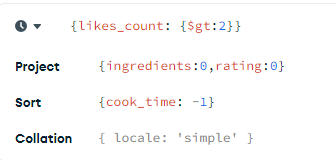 {likes_count: {$gt:2}}
Project {ingredients:0,rating:0}
Sort {cook_time: -1}
Collation { locale: 'simple' }